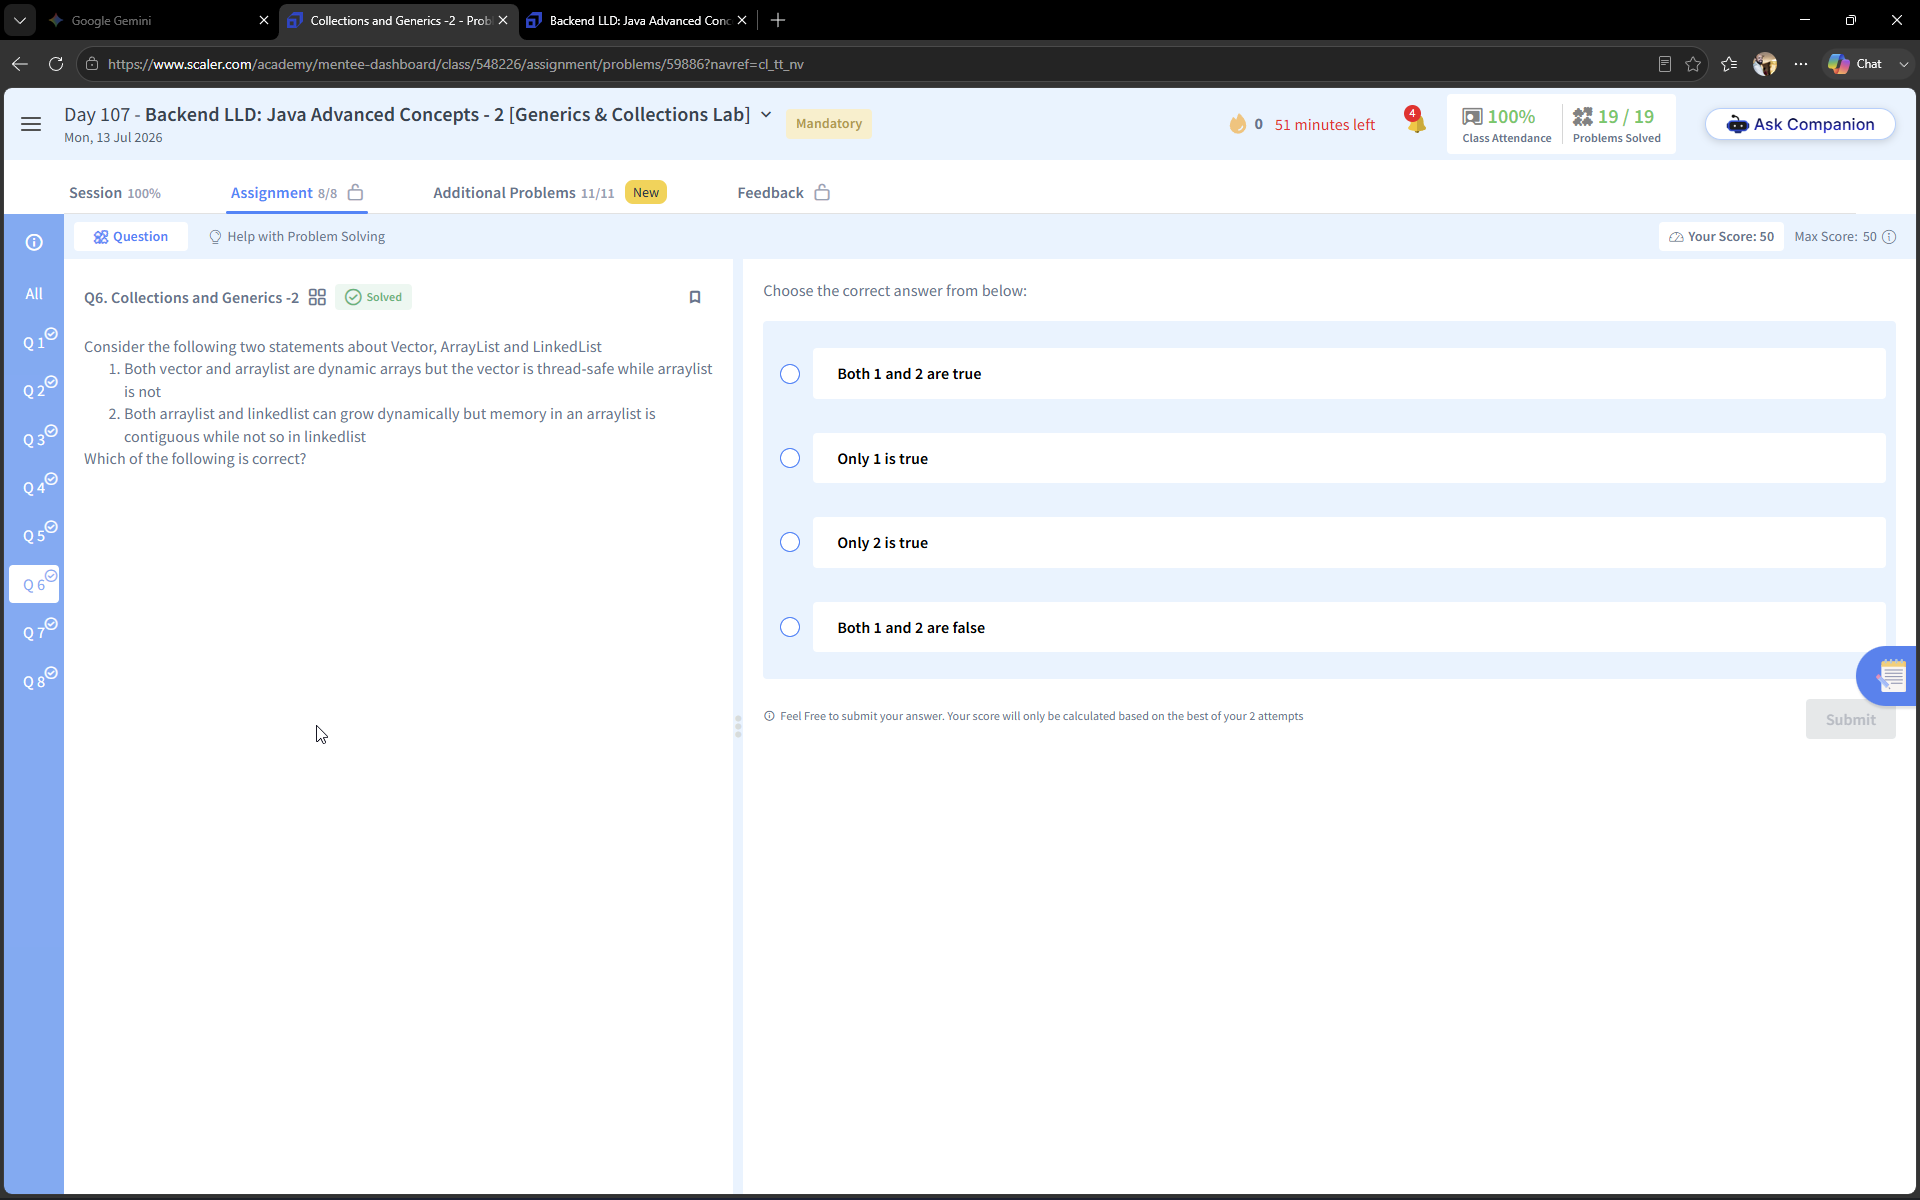 Google Gemini
Collections and Generics -2 - Prob
Backend LLD: Java Advanced Conc
https://www.scaler.com/academy/mentee-dashboard/class/548226/assignment/problems/59886?navref=cl_tt_nv
Chat
Day 107 - Backend LLD: Java Advanced Concepts - 2 [Generics & Collections Lab]
Mon, 13 Jul 2026
Mandatory
0
51 minutes left
4
100%
Class Attendance
19 / 19
Problems Solved
Ask Companion
Session 100%
Assignment 8/8
Additional Problems 11/11
New
Feedback
Question
Help with Problem Solving
Your Score: 50
Max Score: 50
All
Q 1
Q 2
Q 3
Q 4
Q 5
Q 6
Q 7
Q 8
Q6. Collections and Generics -2
Solved
Consider the following two statements about Vector, ArrayList and LinkedList
1. Both vector and arraylist are dynamic arrays but the vector is thread-safe while arraylist
is not
2. Both arraylist and linkedlist can grow dynamically but memory in an arraylist is
contiguous while not so in linkedlist
Which of the following is correct?
Choose the correct answer from below:
Both 1 and 2 are true
Only 1 is true
Only 2 is true
Both 1 and 2 are false
Feel Free to submit your answer. Your score will only be calculated based on the best of your 2 attempts
Submit